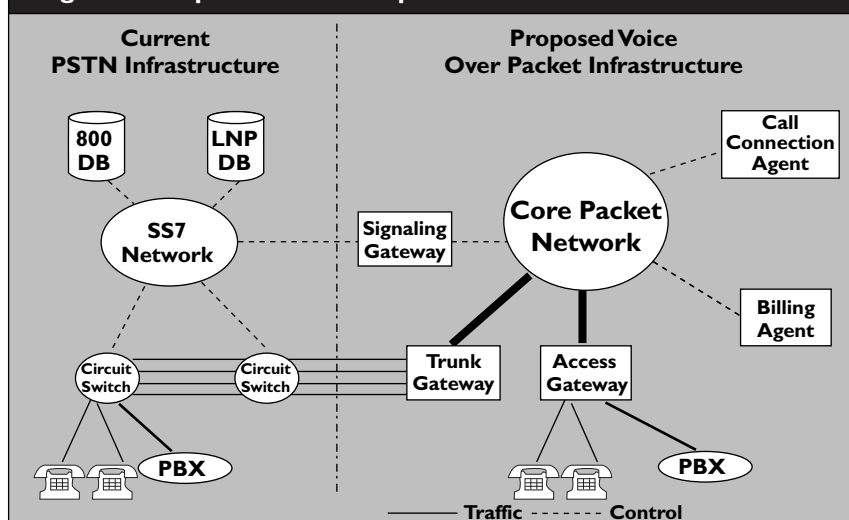 Current
PSTN Infrastructure
Proposed Voice
Over Packet Infrastructure
800
DB
LNP
DB
Call
Connection
Agent
SS7
Network
Signaling
Gateway
Core Packet
Network
Billing
Agent
Circuit
Switch
Circuit
Switch
Trunk
Gateway
Access
Gateway
PBX
PBX
Traffic
Control